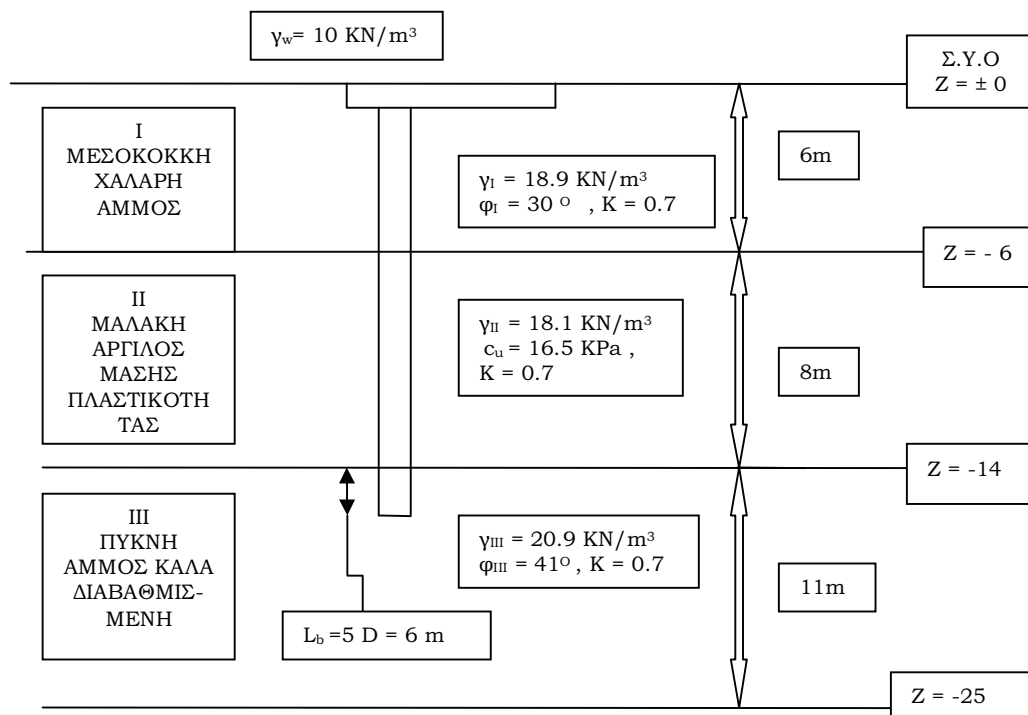 γw= 10 KN/m³
Σ.Υ.Ο
Z = ± 0
I
ΜΕΣΟΚΟΚΚΗ
ΧΑΛΑΡΗ
ΑΜΜΟΣ
γI = 18.9 KN/m³
φI = 30 ᴼ , K = 0.7
6m
Z = - 6
II
ΜΑΛΑΚΗ
ΑΡΓΙΛΟΣ
ΜΑΣΗΣ
ΠΛΑΣΤΙΚΟΤΗ
ΤΑΣ
γII = 18.1 KN/m³
cu = 16.5 KPa ,
K = 0.7
8m
Z = -14
III
ΠΥΚΝΗ
ΑΜΜΟΣ ΚΑΛΑ
ΔΙΑΒΑΘΜΙΣ-
ΜΕΝΗ
γIII = 20.9 KN/m³
φIII = 41ᴼ , K = 0.7
11m
Lb =5 D = 6 m
Z = -25